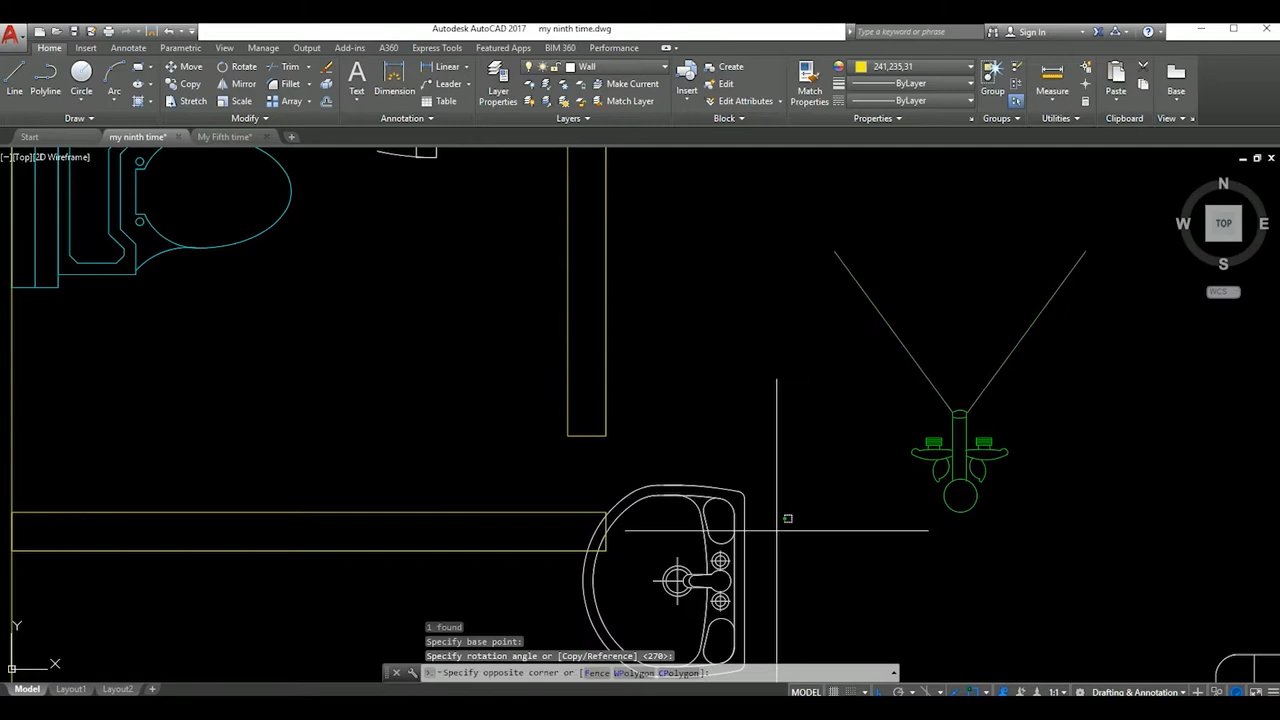 Autodesk AutoCAD 2017 my ninth time.dwg
Type a keyword or phrase
Sign In
Home Insert Annotate Parametric View Manage Output Add-ins A360 Express Tools Featured Apps BIM 360 Performance
Line
Polyline
Circle
Arc
Move
Rotate
Trim
Copy
Mirror
Fillet
Stretch
Scale
Array
Text
Dimension
Linear
Leader
Table
Layer
Properties
Wall
Make Current
Match Layer
Insert
Create
Edit
Edit Attributes
Match
Properties
241,235,31
ByLayer
ByLayer
Group
Measure
Paste
Base
Draw
Modify
Annotation
Layers
Block
Properties
Groups
Utilities
Clipboard
View
Start
my ninth time*
My Fifth time*
[−][Top][2D Wireframe]
N
W
TOP
E
S
WCS
Y
X
1 found
Specify base point:
Specify rotation angle or [Copy/Reference] <270>:
Specify opposite corner or [Fence WPolygon CPolygon]:
Model
Layout1
Layout2
MODEL
1:1
Drafting & Annotation